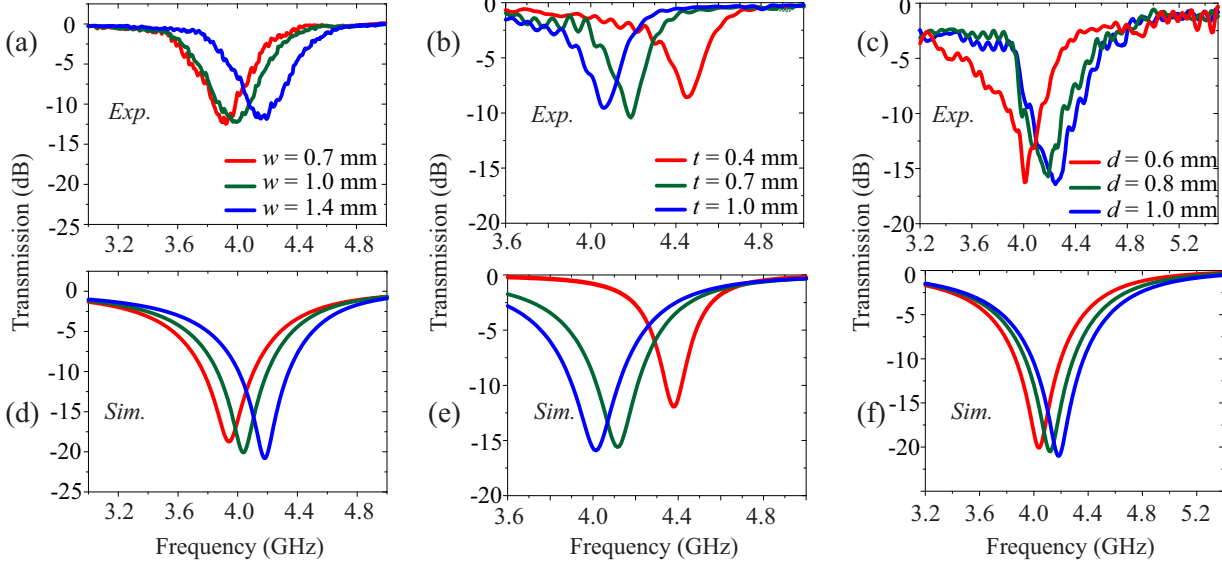 (a)
Transmission (dB)
0
-5
-10
-15
-20
-25
Exp.
w = 0.7 mm
w = 1.0 mm
w = 1.4 mm
3.2 3.6 4.0 4.4 4.8
(b)
0
-5
-10
-15
-20
Exp.
t = 0.4 mm
t = 0.7 mm
t = 1.0 mm
3.6 4.0 4.4 4.8
(c)
0
-5
-10
-15
-20
Exp.
d = 0.6 mm
d = 0.8 mm
d = 1.0 mm
3.2 3.6 4.0 4.4 4.8 5.2
(d)
Transmission (dB)
0
-5
-10
-15
-20
-25
Sim.
3.2 3.6 4.0 4.4 4.8
Frequency (GHz)
(e)
Transmission (dB)
0
-5
-10
-15
-20
Sim.
3.6 4.0 4.4 4.8
Frequency (GHz)
(f)
Transmission (dB)
0
-5
-10
-15
-20
-25
Sim.
3.2 3.6 4.0 4.4 4.8 5.2
Frequency (GHz)